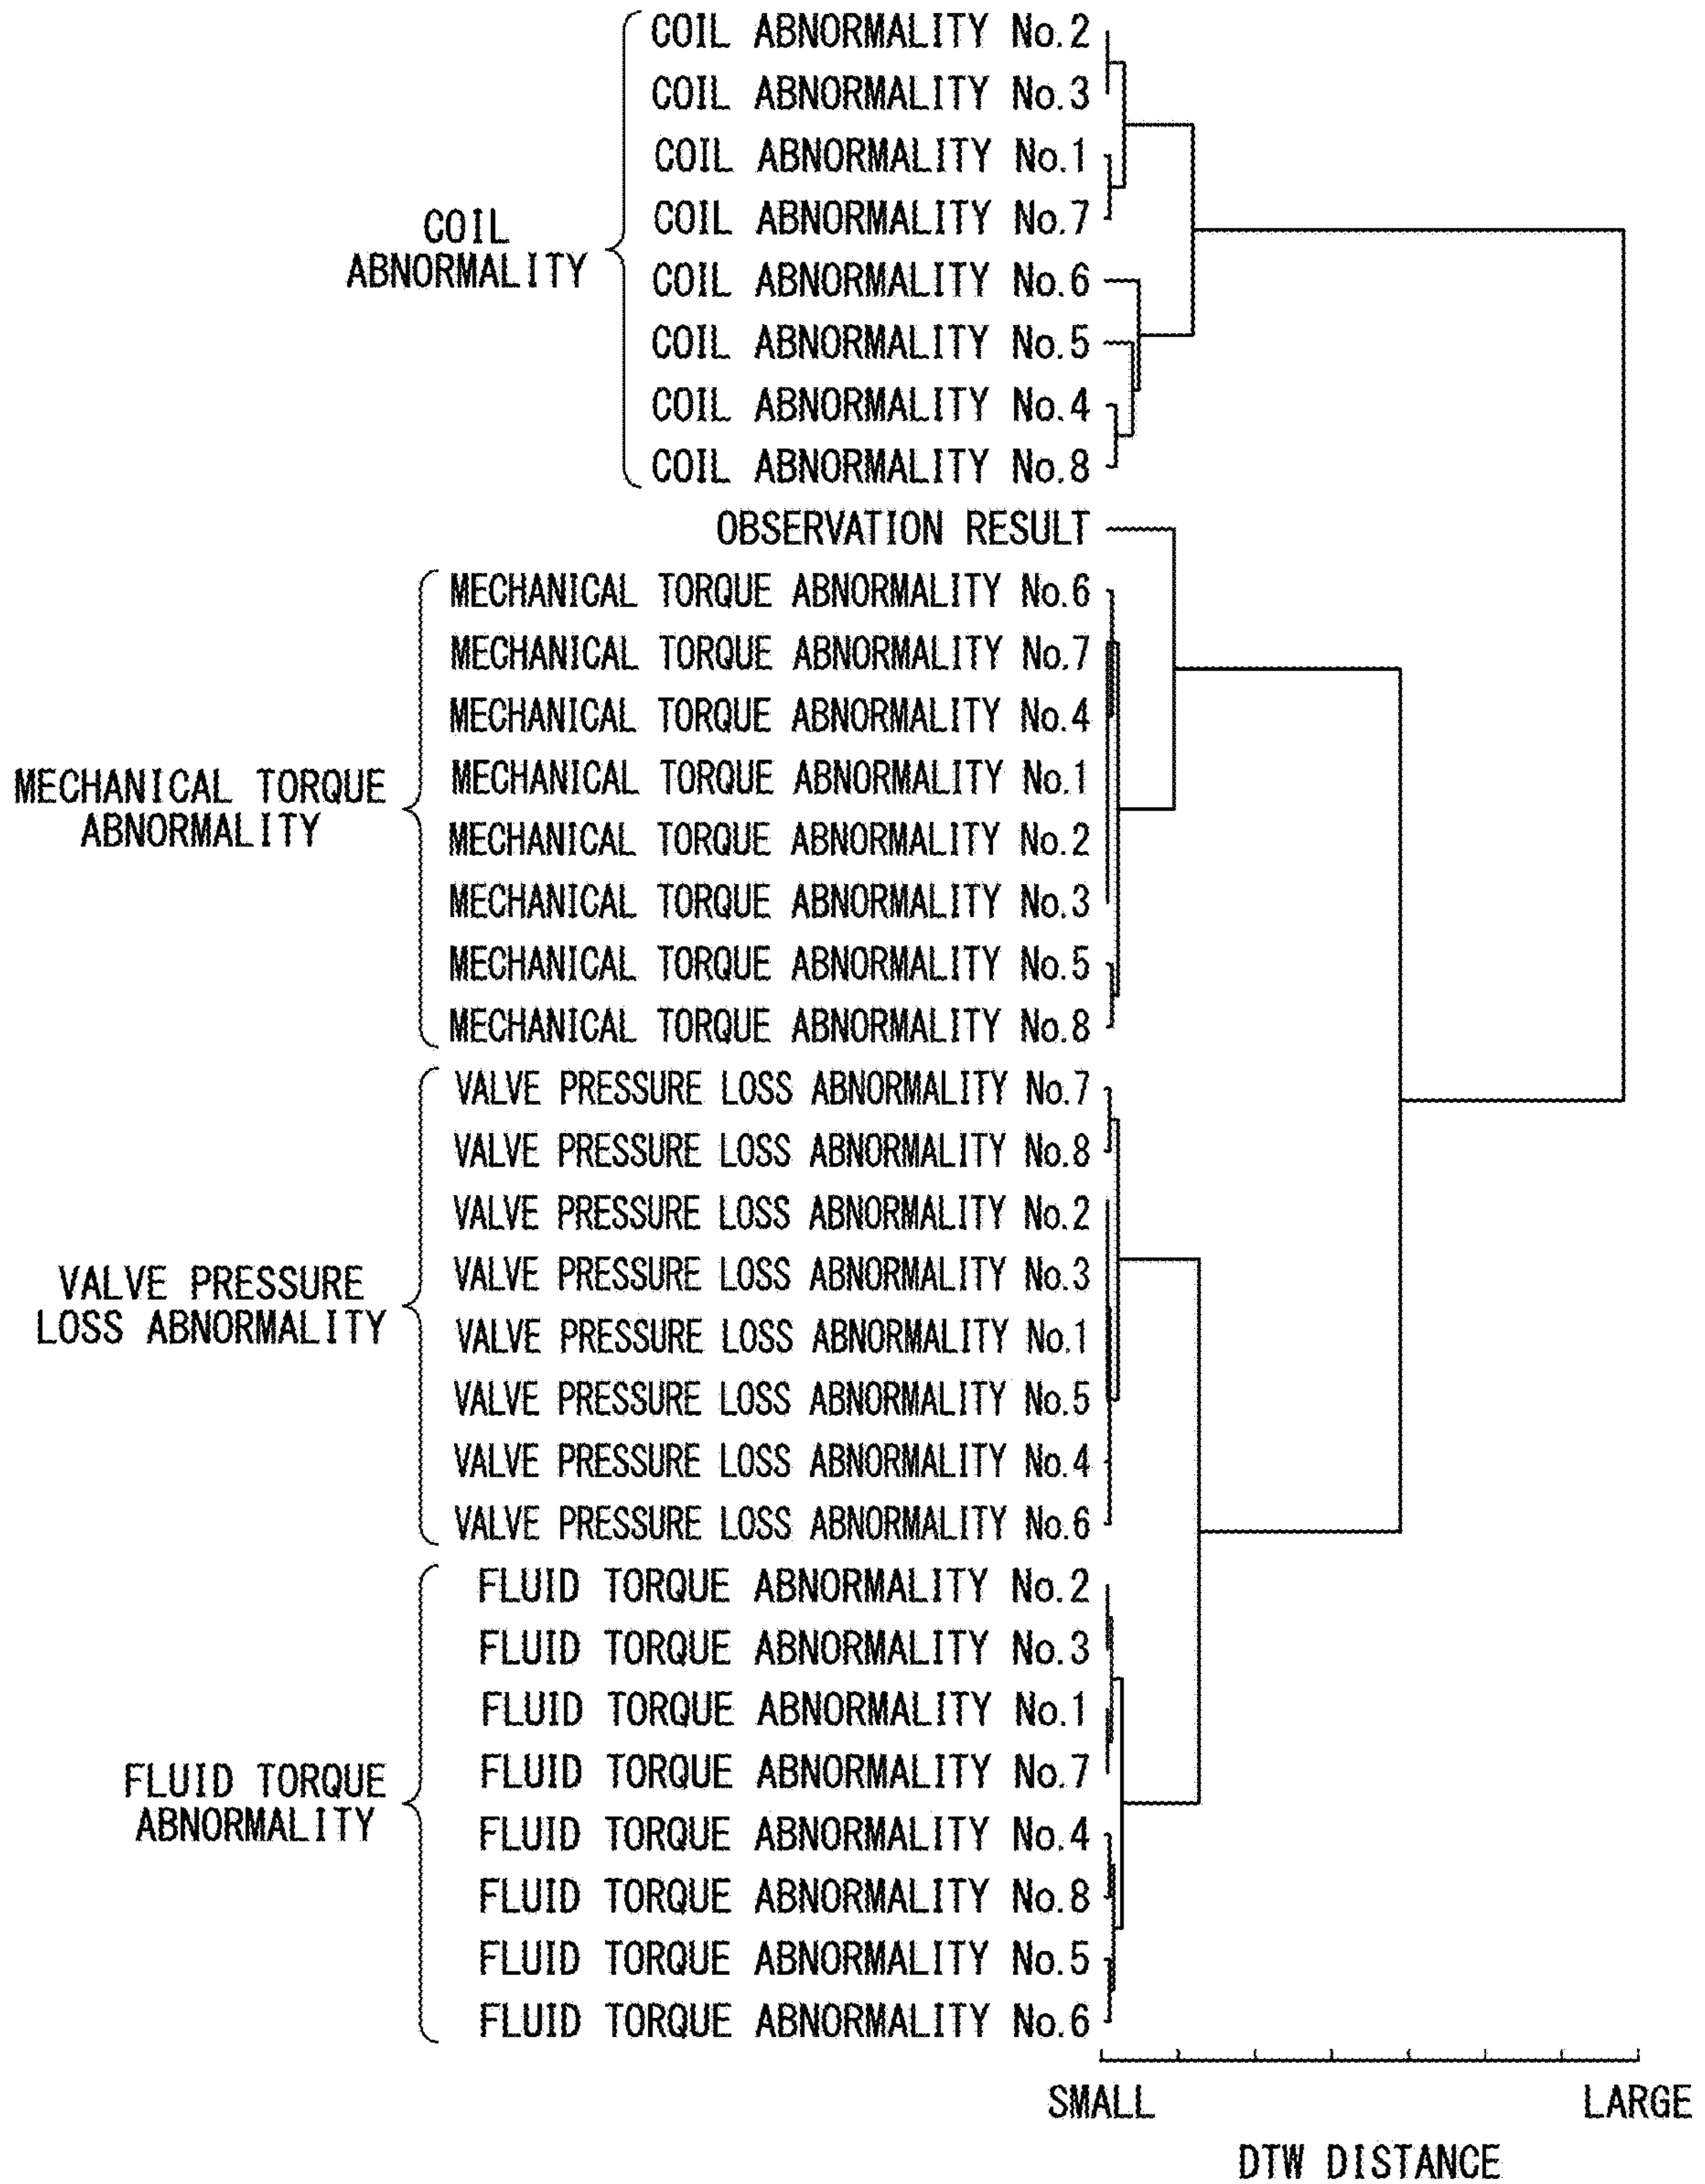 COIL ABNORMALITY No.2
COIL ABNORMALITY No.3
COIL ABNORMALITY No.1
COIL ABNORMALITY No.7
COIL ABNORMALITY No.6
COIL ABNORMALITY No.5
COIL ABNORMALITY No.4
COIL ABNORMALITY No.8
COIL
ABNORMALITY
OBSERVATION RESULT
MECHANICAL TORQUE ABNORMALITY No.6
MECHANICAL TORQUE ABNORMALITY No.7
MECHANICAL TORQUE ABNORMALITY No.4
MECHANICAL TORQUE ABNORMALITY No.1
MECHANICAL TORQUE ABNORMALITY No.2
MECHANICAL TORQUE ABNORMALITY No.3
MECHANICAL TORQUE ABNORMALITY No.5
MECHANICAL TORQUE ABNORMALITY No.8
MECHANICAL TORQUE
ABNORMALITY
VALVE PRESSURE LOSS ABNORMALITY No.7
VALVE PRESSURE LOSS ABNORMALITY No.8
VALVE PRESSURE LOSS ABNORMALITY No.2
VALVE PRESSURE LOSS ABNORMALITY No.3
VALVE PRESSURE LOSS ABNORMALITY No.1
VALVE PRESSURE LOSS ABNORMALITY No.5
VALVE PRESSURE LOSS ABNORMALITY No.4
VALVE PRESSURE LOSS ABNORMALITY No.6
VALVE PRESSURE
LOSS ABNORMALITY
FLUID TORQUE ABNORMALITY No.2
FLUID TORQUE ABNORMALITY No.3
FLUID TORQUE ABNORMALITY No.1
FLUID TORQUE ABNORMALITY No.7
FLUID TORQUE ABNORMALITY No.4
FLUID TORQUE ABNORMALITY No.8
FLUID TORQUE ABNORMALITY No.5
FLUID TORQUE ABNORMALITY No.6
FLUID TORQUE
ABNORMALITY
SMALL LARGE
DTW DISTANCE